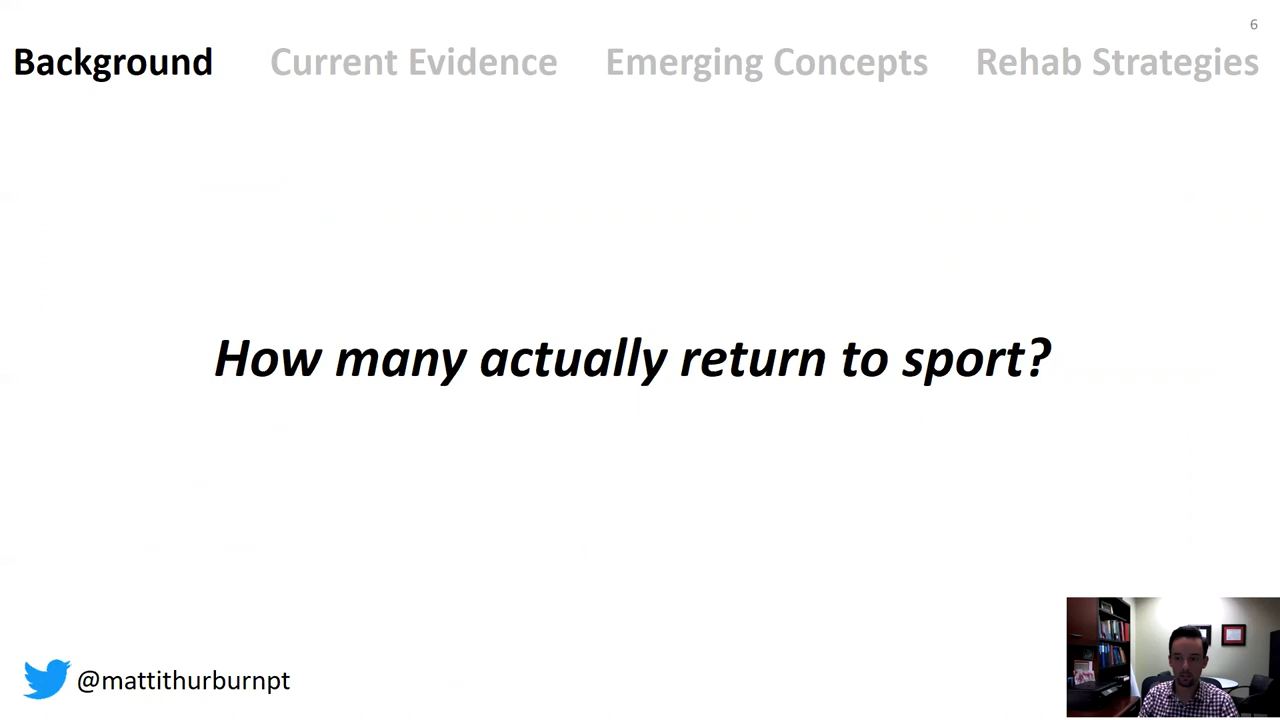 6
Background Current Evidence Emerging Concepts Rehab Strategies
How many actually return to sport?
@mattithurburnpt